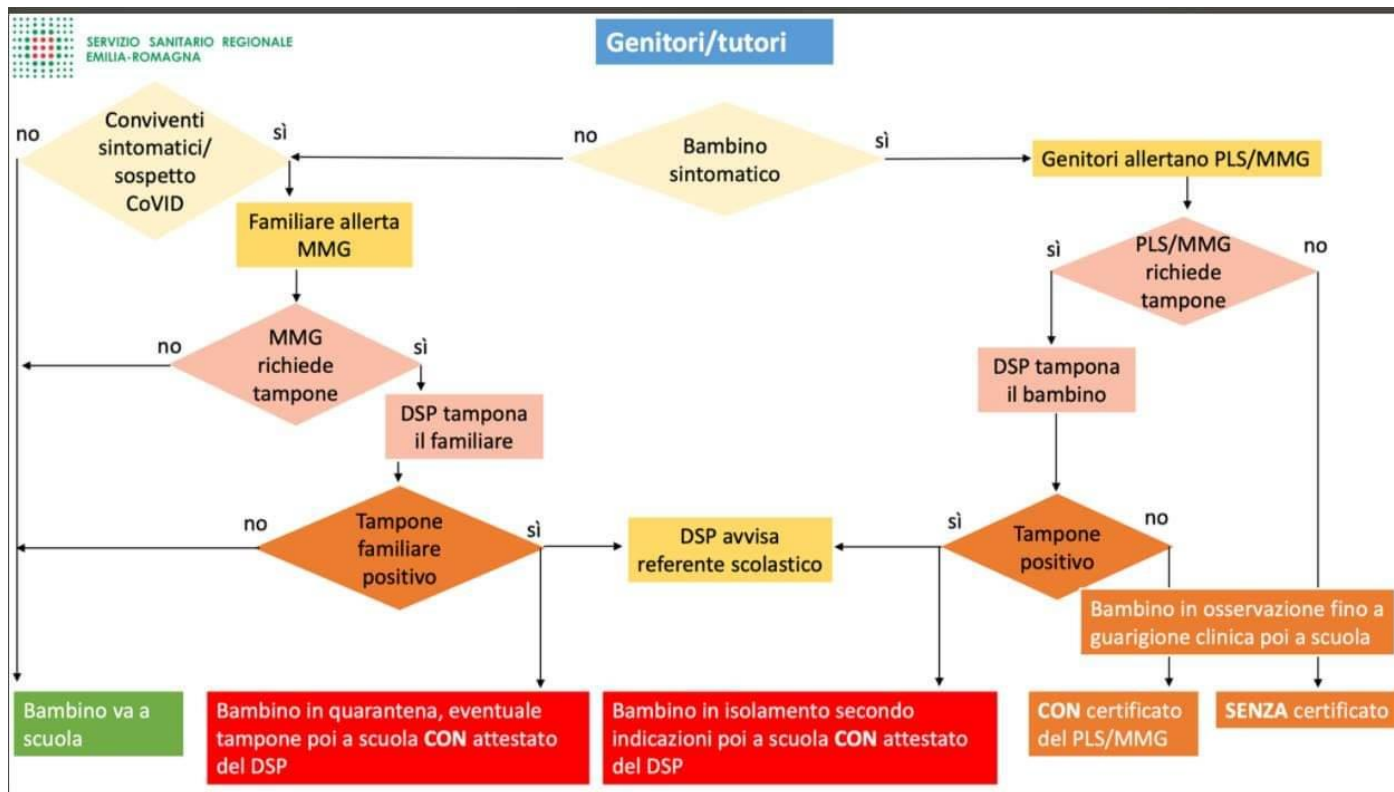 SERVIZIO SANITARIO REGIONALE
EMILIA-ROMAGNA
Genitori/tutori
no
Conviventi
sintomatici/
sospetto
CoVID
sì
no
Bambino
sintomatico
sì
Genitori allertano PLS/MMG
Familiare allerta
MMG
sì
PLS/MMG
richiede
tampone
no
no
MMG
richiede
tampone
sì
DSP tampona
il familiare
DSP tampona
il bambino
no
Tampone
familiare
positivo
sì
DSP avvisa
referente scolastico
sì
Tampone
positivo
no
Bambino in osservazione fino a
guarigione clinica poi a scuola
Bambino va a
scuola
Bambino in quarantena, eventuale
tampone poi a scuola CON attestato
del DSP
Bambino in isolamento secondo
indicazioni poi a scuola CON attestato
del DSP
CON certificato
del PLS/MMG
SENZA certificato